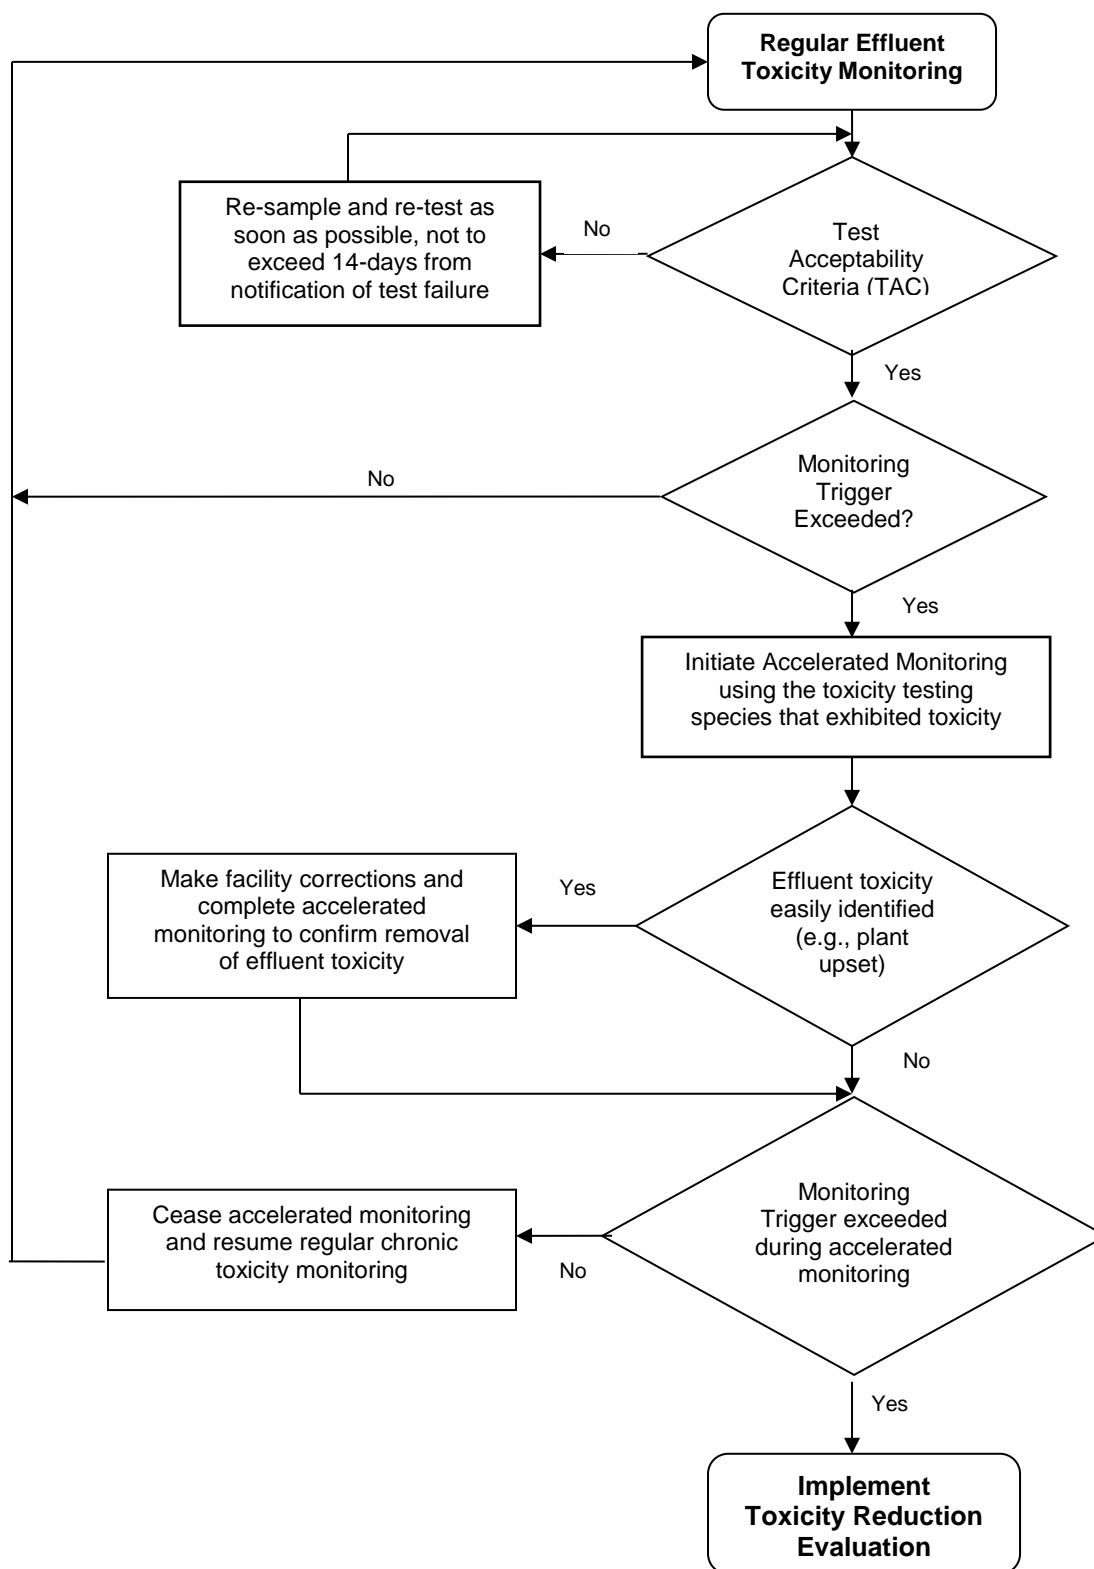 Regular Effluent
Toxicity Monitoring
Re-sample and re-test as
soon as possible, not to
exceed 14-days from
notification of test failure
No
Test
Acceptability
Criteria (TAC)
Yes
No
Monitoring
Trigger
Exceeded?
Yes
Initiate Accelerated Monitoring
using the toxicity testing
species that exhibited toxicity
Make facility corrections and
complete accelerated
monitoring to confirm removal
of effluent toxicity
Yes
Effluent toxicity
easily identified
(e.g., plant
upset)
No
Cease accelerated monitoring
and resume regular chronic
toxicity monitoring
No
Monitoring
Trigger exceeded
during accelerated
monitoring
Yes
Implement
Toxicity Reduction
Evaluation